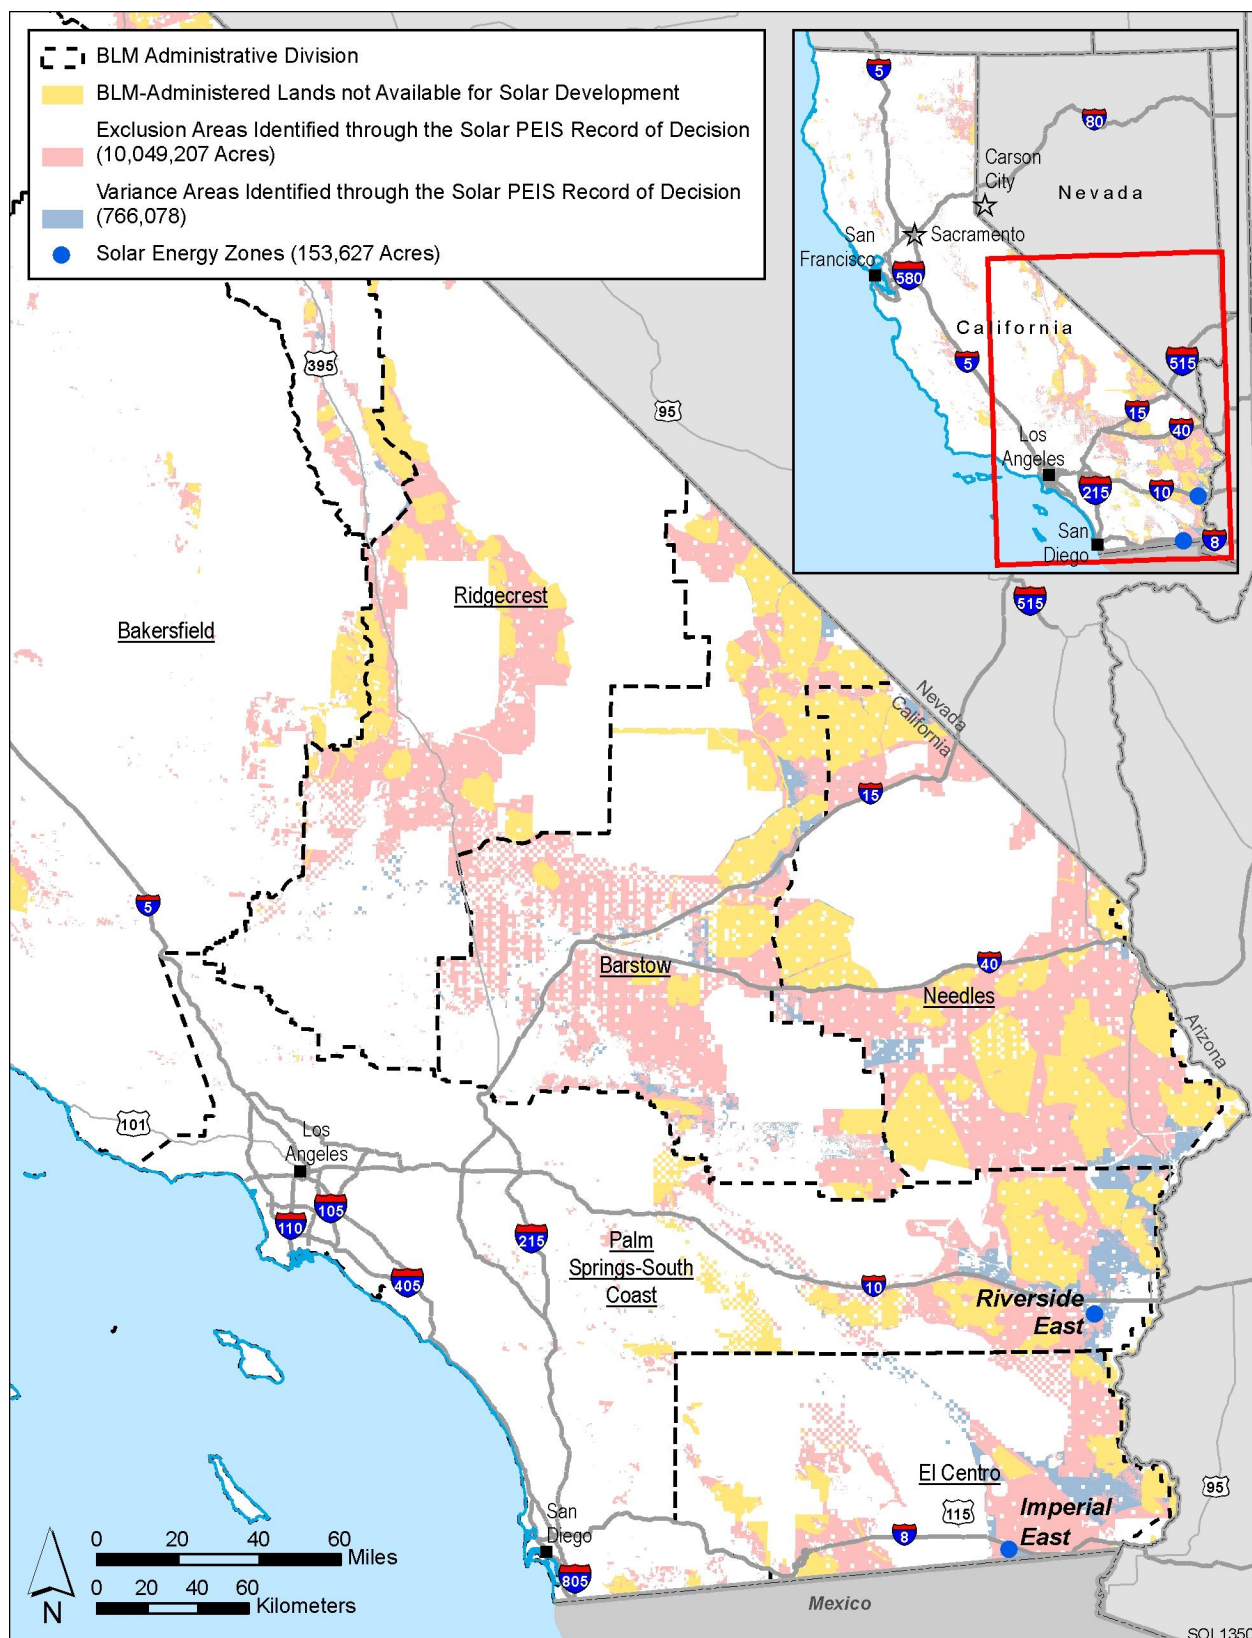 BLM Administrative Division
BLM-Administered Lands not Available for Solar Development
Exclusion Areas Identified through the Solar PEIS Record of Decision
(10,049,207 Acres)
Variance Areas Identified through the Solar PEIS Record of Decision
(766,078)
Solar Energy Zones (153,627 Acres)
5
80
Carson
City
Nevada
San
Francisco
Sacramento
580
California
5
515
15
40
Los
Angeles
215
10
San
Diego
8
395
95
Ridgecrest
515
Bakersfield
Nevada
California
15
5
Barstow
40
Needles
Arizona
101
Los
Angeles
105
110
215
Palm
Springs-South
Coast
405
10
Riverside
East
El Centro
115
Imperial
East
95
San
Diego
8
805
0 20 40 60
Miles
0 20 40 60
Kilometers
N
Mexico
SOL1350